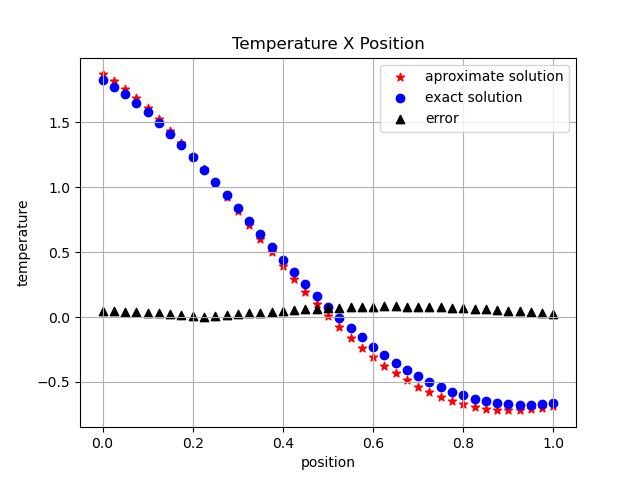 Temperature X Position
aproximate solution
exact solution
error
temperature
1.5
1.0
0.5
0.0
−0.5
0.0 0.2 0.4 0.6 0.8 1.0
position